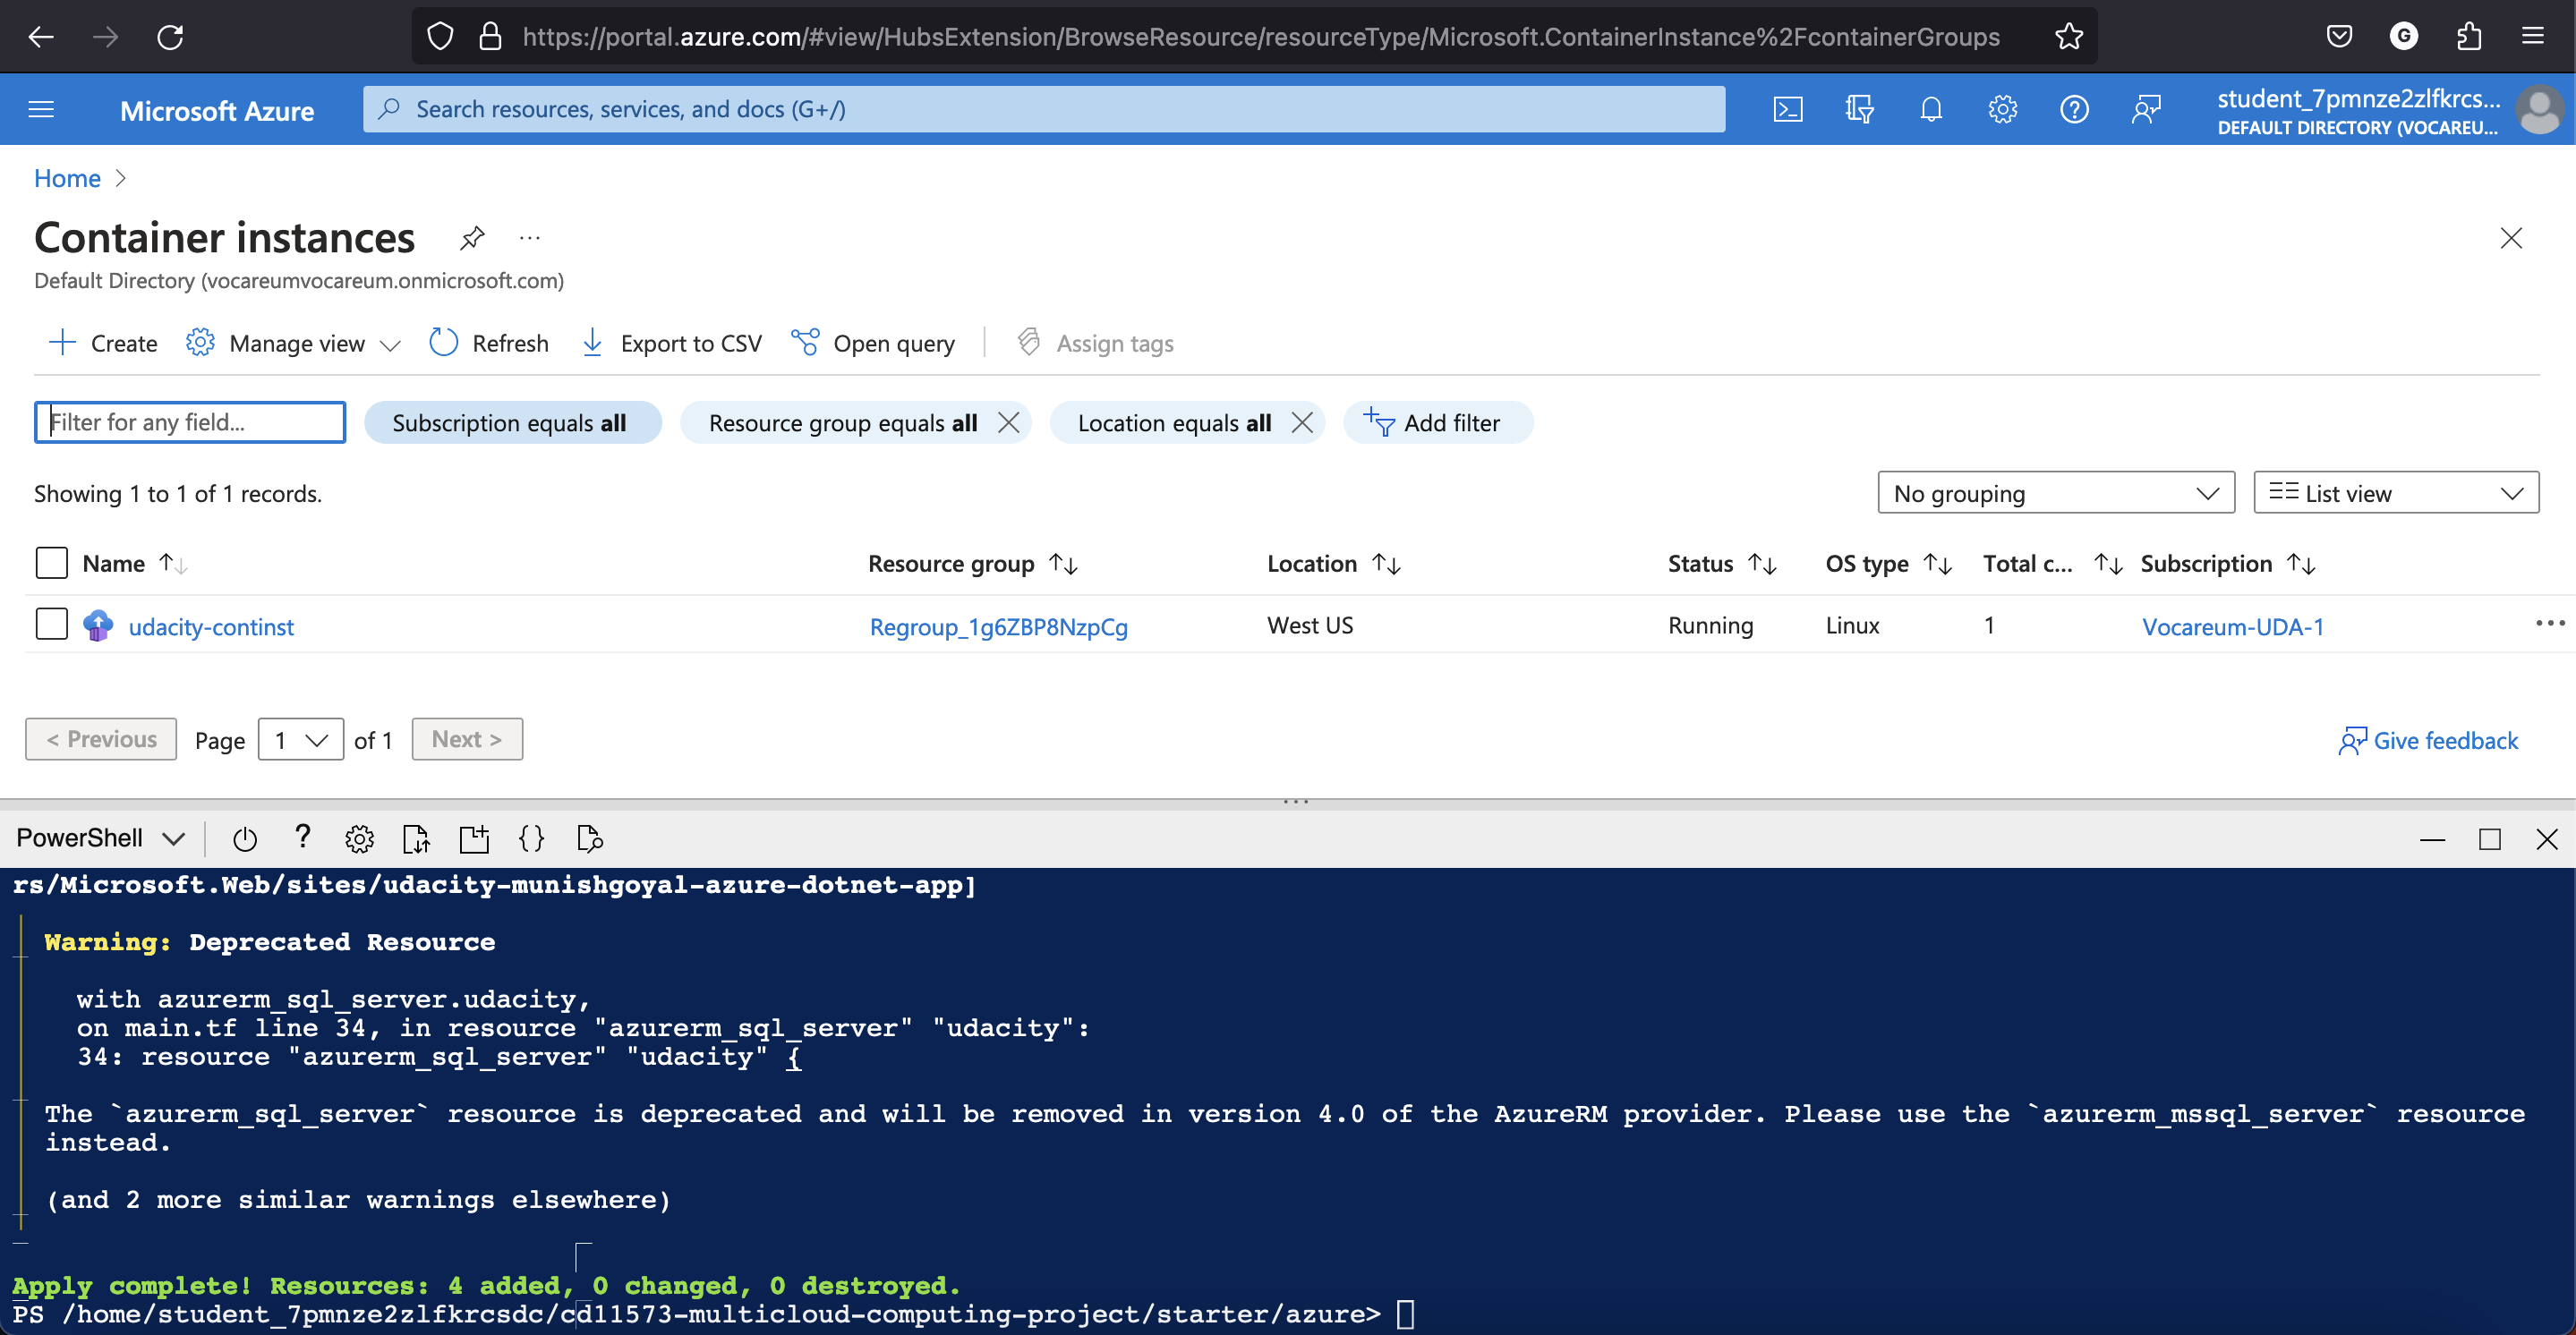 https://portal.azure.com/#view/HubsExtension/BrowseResource/resourceType/Microsoft.ContainerInstance%2FcontainerGroups
G
Microsoft Azure
Search resources, services, and docs (G+/)
student_7pmnze2zlfkrcs...
DEFAULT DIRECTORY (VOCAREU...
Home >
Container instances
...
Default Directory (vocareumvocareum.onmicrosoft.com)
Create Manage view Refresh Export to CSV Open query Assign tags
Filter for any field... Subscription equals all Resource group equals all Location equals all Add filter
Showing 1 to 1 of 1 records. No grouping List view
Name Resource group Location Status OS type Total c... Subscription
udacity-continst Regroup_1g6ZBP8NzpCg West US Running Linux 1 Vocareum-UDA-1 ...
< Previous Page 1 of 1 Next > Give feedback
PowerShell ? {}
rs/Microsoft.Web/sites/udacity-munishgoyal-azure-dotnet-app]
Warning: Deprecated Resource
with azurerm_sql_server.udacity,
on main.tf line 34, in resource "azurerm_sql_server" "udacity":
34: resource "azurerm_sql_server" "udacity" {
The `azurerm_sql_server` resource is deprecated and will be removed in version 4.0 of the AzureRM provider. Please use the `azurerm_mssql_server` resource
instead.
(and 2 more similar warnings elsewhere)
Apply complete! Resources: 4 added, 0 changed, 0 destroyed.
PS /home/student_7pmnze2zlfkrcsdc/cd11573-multicloud-computing-project/starter/azure>